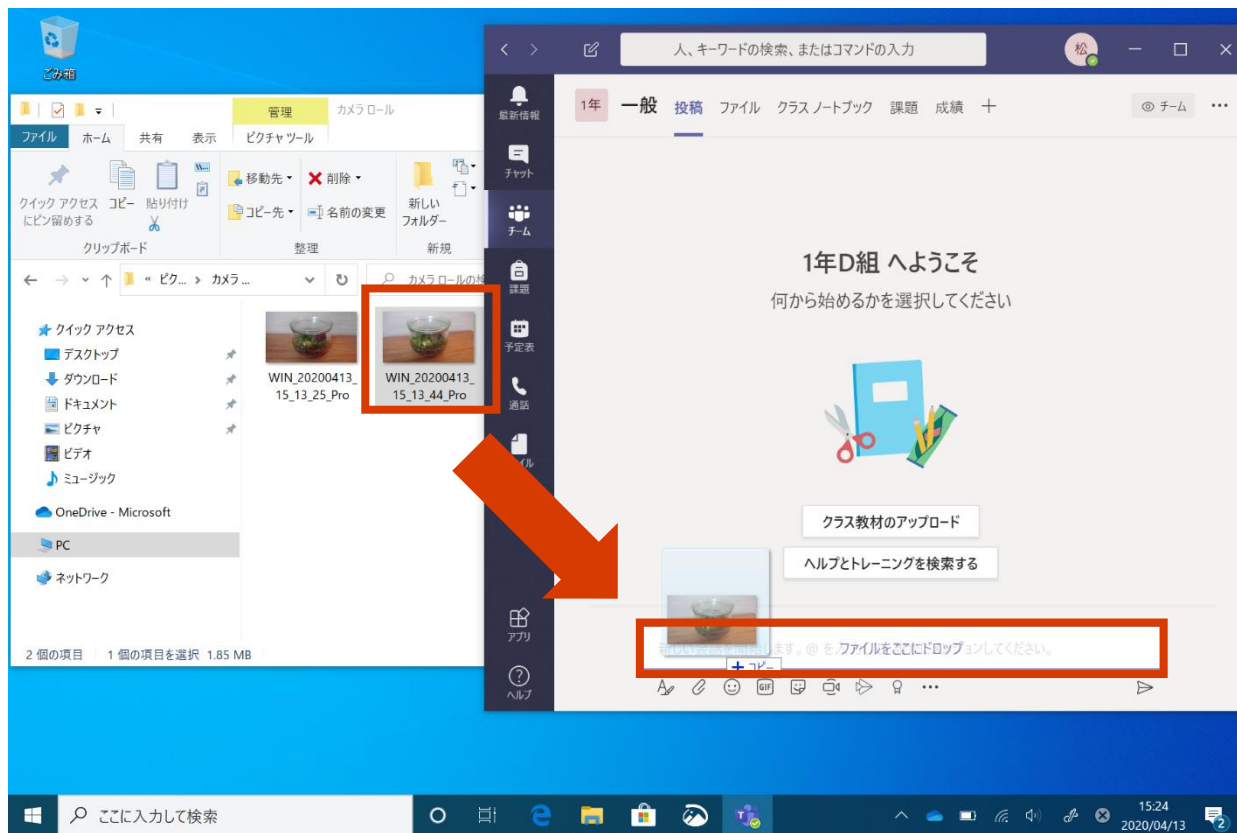 ごみ箱
管理
カメラ ロール
ファイル ホーム 共有 表示 ピクチャ ツール
クイック アクセス
にピン留めする
コピー
貼り付け
移動先
コピー先
削除
名前の変更
新しい
フォルダー
クリップボード 整理 新規
« ピク... › カメラ ...
カメラ ロールの検
クイック アクセス
デスクトップ
ダウンロード
ドキュメント
ピクチャ
ビデオ
ミュージック
OneDrive - Microsoft
PC
ネットワーク
WIN_20200413_
15_13_25_Pro
WIN_20200413_
15_13_44_Pro
2 個の項目 1 個の項目を選択 1.85 MB
人、キーワードの検索、またはコマンドの入力
松
最新情報
チャット
チーム
課題
予定表
通話
アプリ
ヘルプ
1年 一般 投稿 ファイル クラス ノートブック 課題 成績 +
チーム
1年D組 へようこそ
何から始めるかを選択してください
クラス教材のアップロード
ヘルプとトレーニングを検索する
ファイルをここにドロップ
+ コピー
GIF
ここに入力して検索
15:24
2020/04/13
2